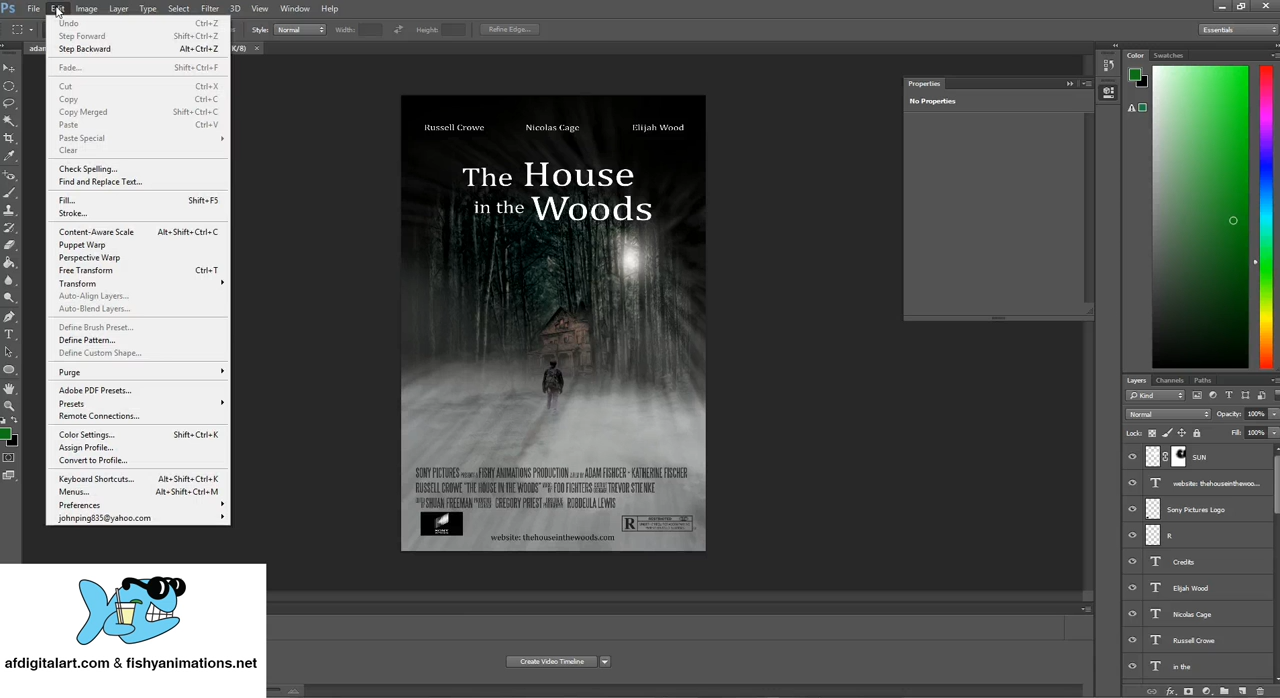 Ps File Edit Image Layer Type Select Filter 3D View Window Help
Style: Normal Width: Height: Refine Edge... Essentials
Undo Ctrl+Z
Step Forward Shift+Ctrl+Z
Step Backward Alt+Ctrl+Z
Fade... Shift+Ctrl+F
Cut Ctrl+X
Copy Ctrl+C
Copy Merged Shift+Ctrl+C
Paste Ctrl+V
Paste Special
Clear
Check Spelling...
Find and Replace Text...
Fill... Shift+F5
Stroke...
Content-Aware Scale Alt+Shift+Ctrl+C
Puppet Warp
Perspective Warp
Free Transform Ctrl+T
Transform
Auto-Align Layers...
Auto-Blend Layers...
Define Brush Preset...
Define Pattern...
Define Custom Shape...
Purge
Adobe PDF Presets...
Presets
Remote Connections...
Color Settings... Shift+Ctrl+K
Assign Profile...
Convert to Profile...
Keyboard Shortcuts... Alt+Shift+Ctrl+K
Menus... Alt+Shift+Ctrl+M
Preferences
johnping835@yahoo.com
K/8) ×
Russell Crowe Nicolas Cage Elijah Wood
The House
in the Woods
SONY PICTURES FISHY ANIMATIONS PRODUCTION ADAM FISHCER - KATHERINE FISCHER
RUSSELL CROWE "THE HOUSE IN THE WOODS" FOO FIGHTERS TREVOR STIENKE
FREEMAN GREGORY PRIEST LEWIS
SONY
R
website: thehouseinthewoods.com
Properties
No Properties
Color Swatches
Layers Channels Paths
Kind
Normal Opacity: 100%
Lock: Fill: 100%
SUN
website: thehouseinthewoo...
Sony Pictures Logo
R
Credits
Elijah Wood
Nicolas Cage
Russell Crowe
in the
Create Video Timeline
afdigitalart.com & fishyanimations.net